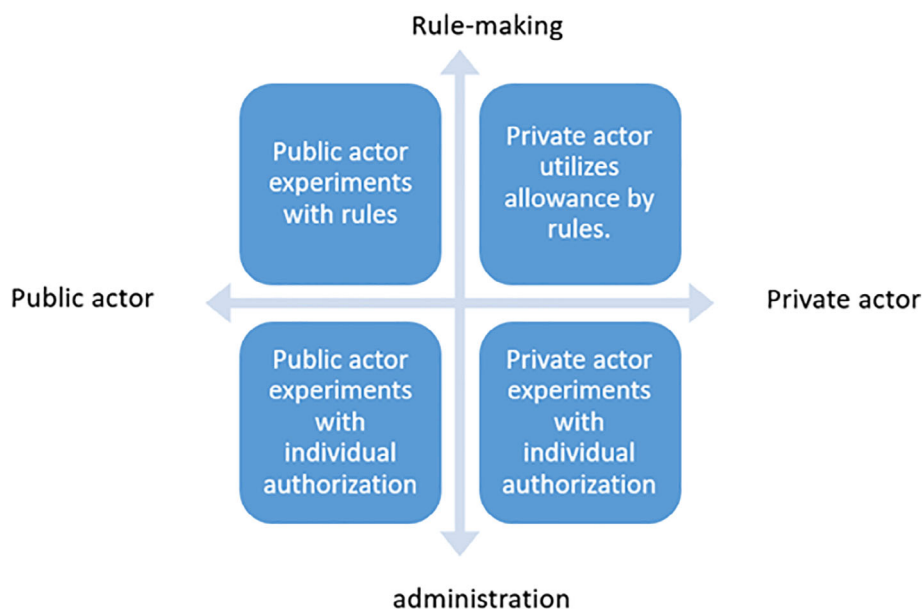 Rule-making
Public actor
experiments
with rules
Private actor
utilizes
allowance by
rules.
Public actor
Private actor
Public actor
experiments
with
individual
authorization
Private actor
experiments
with
individual
authorization
administration